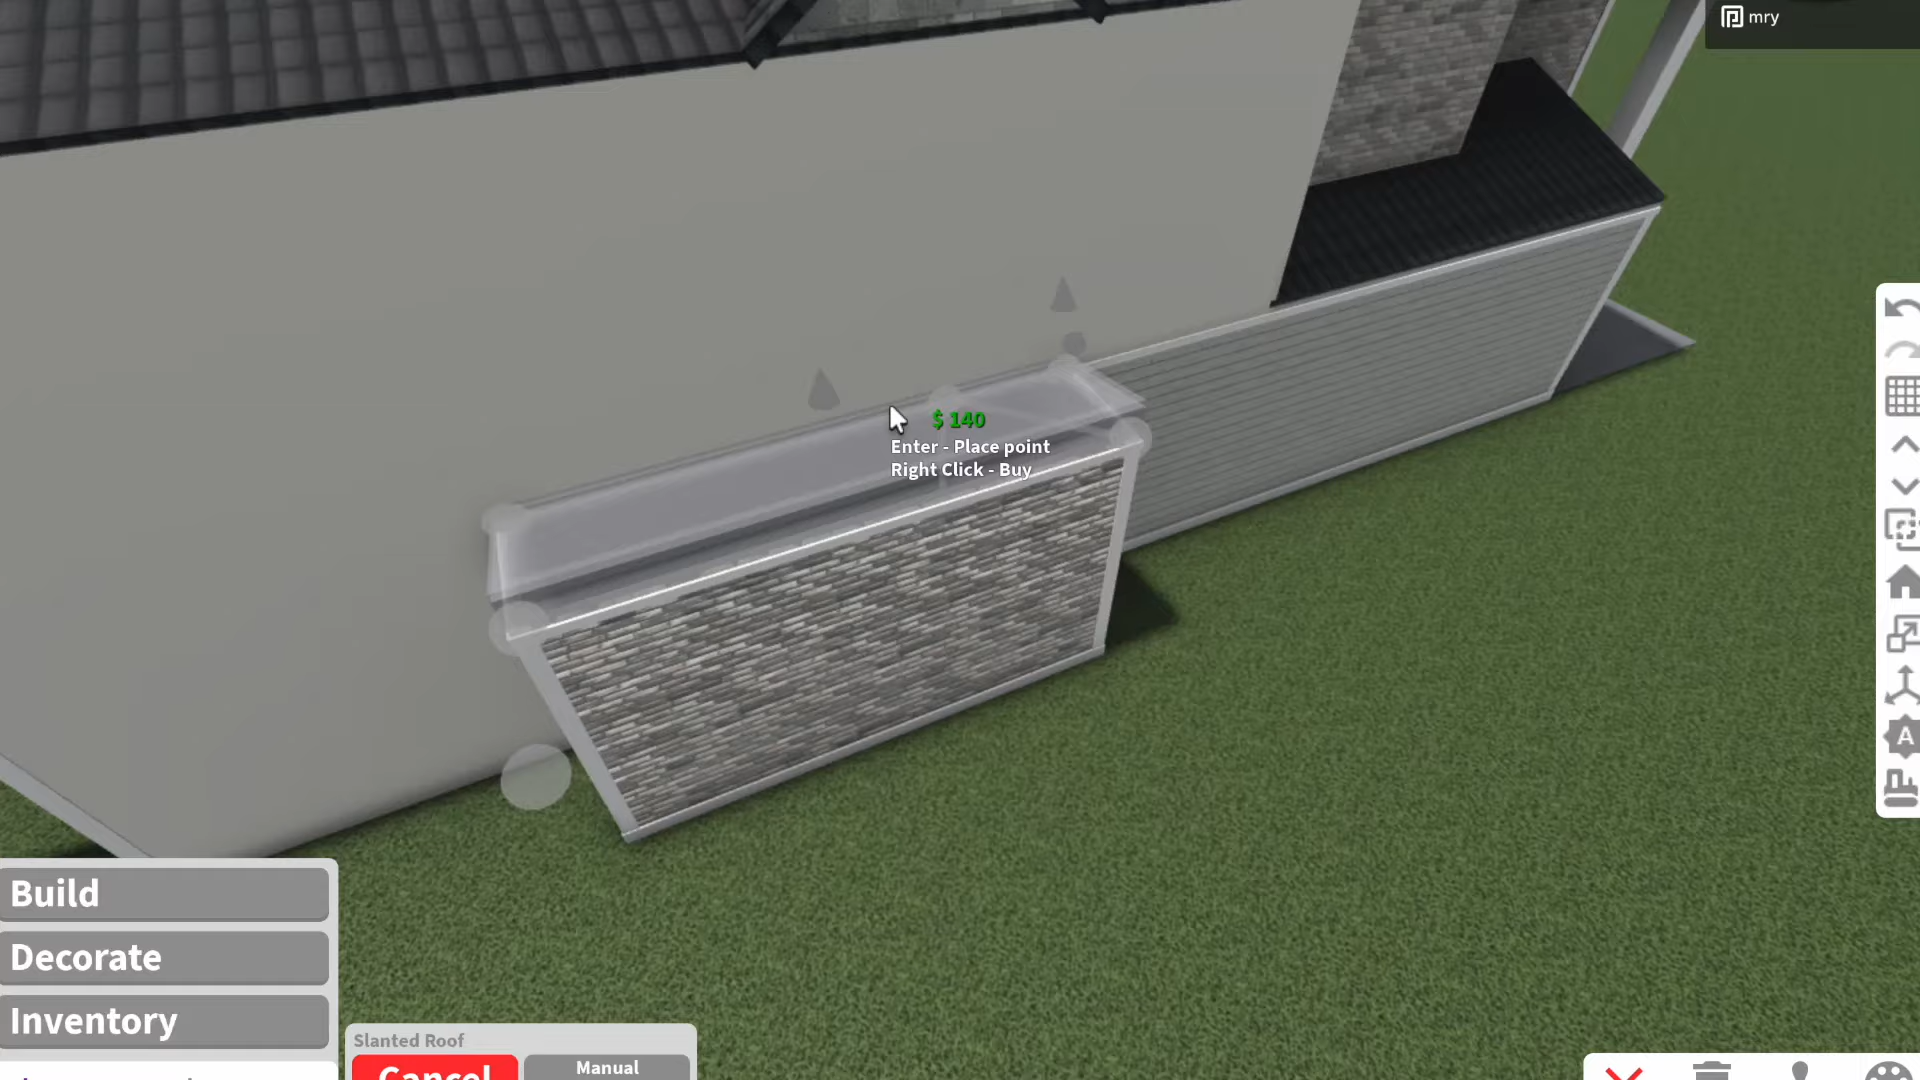 mry
$ 140
Enter - Place point
Right Click - Buy
A
Build
Decorate
Inventory
Slanted Roof
Cancel
Manual